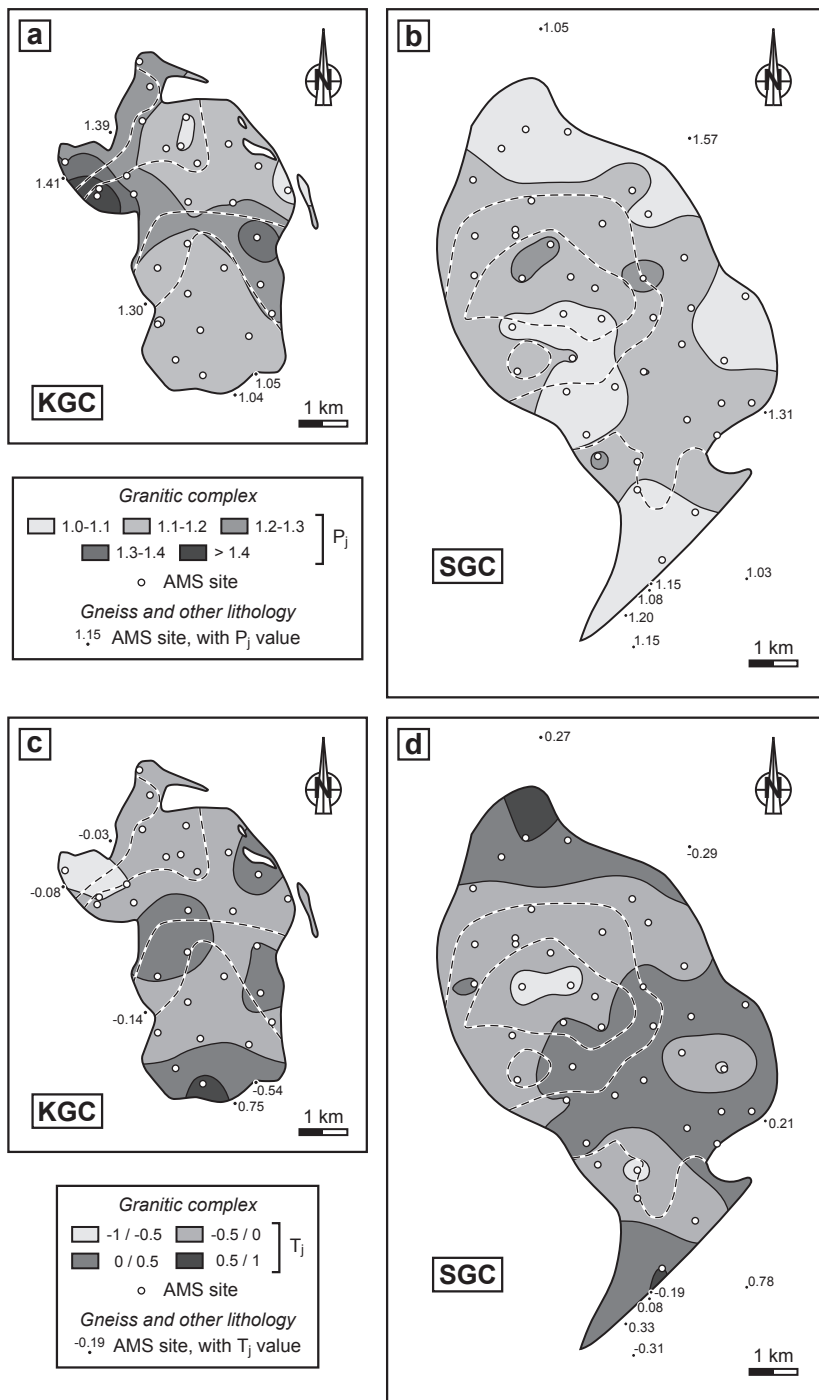 a
N
1.39
1.41
1.30
1.05
1.04
KGC
1 km
b
1.05
N
1.57
1.31
1.03
1.15
1.08
1.20
1.15
SGC
1 km
Granitic complex
1.0-1.1 1.1-1.2 1.2-1.3
1.3-1.4 > 1.4
Pj
AMS site
Gneiss and other lithology
1.15 AMS site, with Pj value
c
N
-0.03
-0.08
-0.14
-0.54
0.75
KGC
1 km
d
0.27
N
-0.29
0.21
0.78
-0.19
0.08
0.33
-0.31
SGC
1 km
Granitic complex
-1 / -0.5 -0.5 / 0
0 / 0.5 0.5 / 1
Tj
AMS site
Gneiss and other lithology
-0.19 AMS site, with Tj value